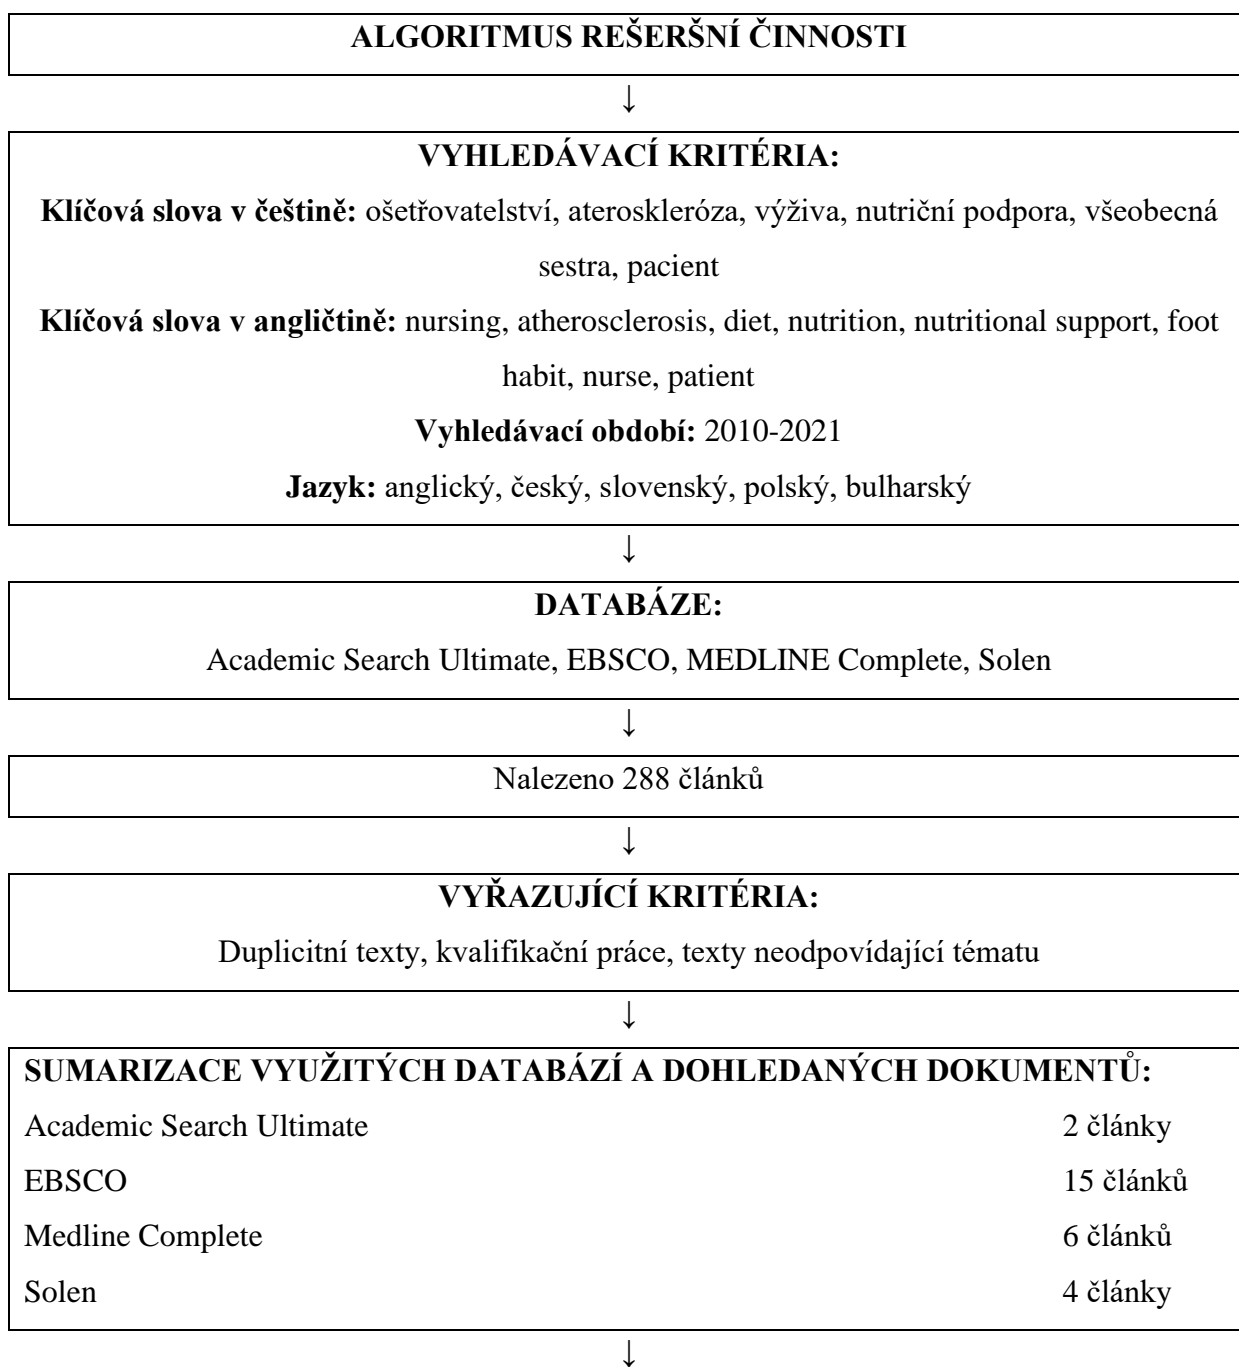 ALGORITMUS REŠERŠNÍ ČINNOSTI
↓
VYHLEDÁVACÍ KRITÉRIA:
Klíčová slova v češtině: ošetřovatelství, ateroskleróza, výživa, nutriční podpora, všeobecná
sestra, pacient
Klíčová slova v angličtině: nursing, atherosclerosis, diet, nutrition, nutritional support, foot
habit, nurse, patient
Vyhledávací období: 2010-2021
Jazyk: anglický, český, slovenský, polský, bulharský
↓
DATABÁZE:
Academic Search Ultimate, EBSCO, MEDLINE Complete, Solen
↓
Nalezeno 288 článků
↓
VYŘAZUJÍCÍ KRITÉRIA:
Duplicitní texty, kvalifikační práce, texty neodpovídající tématu
↓
SUMARIZACE VYUŽITÝCH DATABÁZÍ A DOHLEDANÝCH DOKUMENTŮ:
Academic Search Ultimate 2 články
EBSCO 15 článků
Medline Complete 6 článků
Solen 4 články
↓